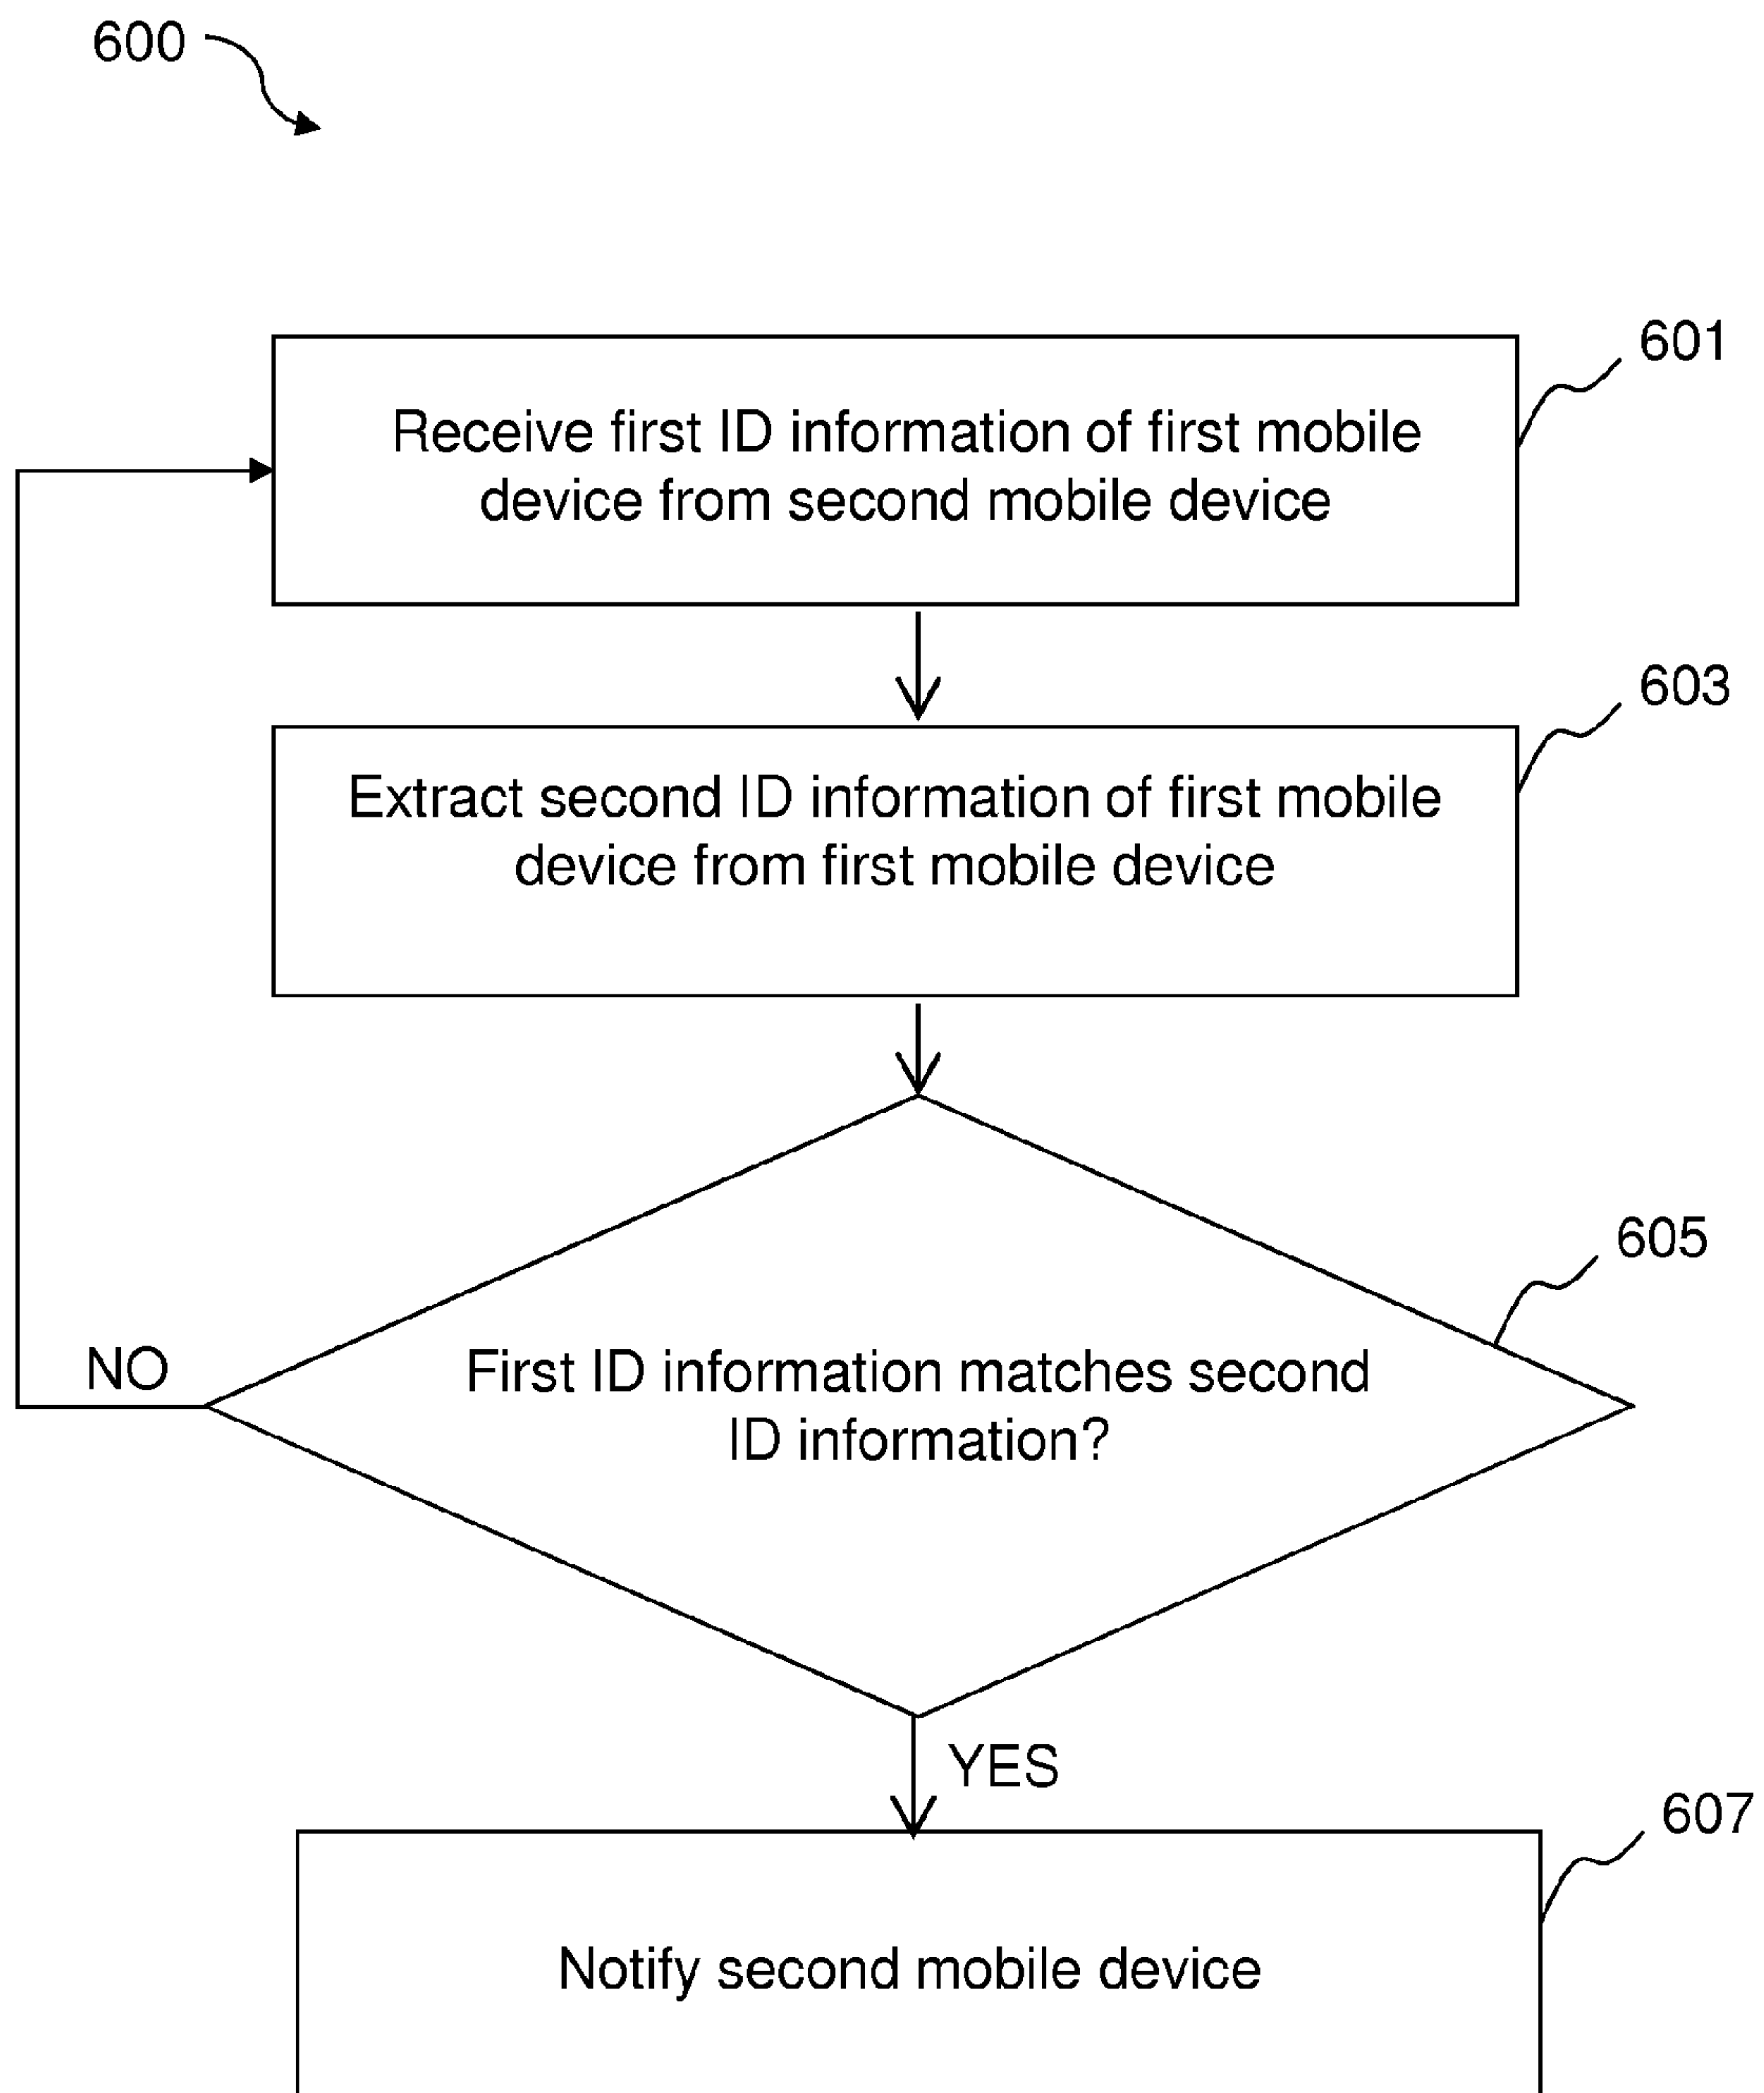 600
601
Receive first ID information of first mobile
device from second mobile device
603
Extract second ID information of first mobile
device from first mobile device
605
NO
First ID information matches second
ID information?
YES
607
Notify second mobile device